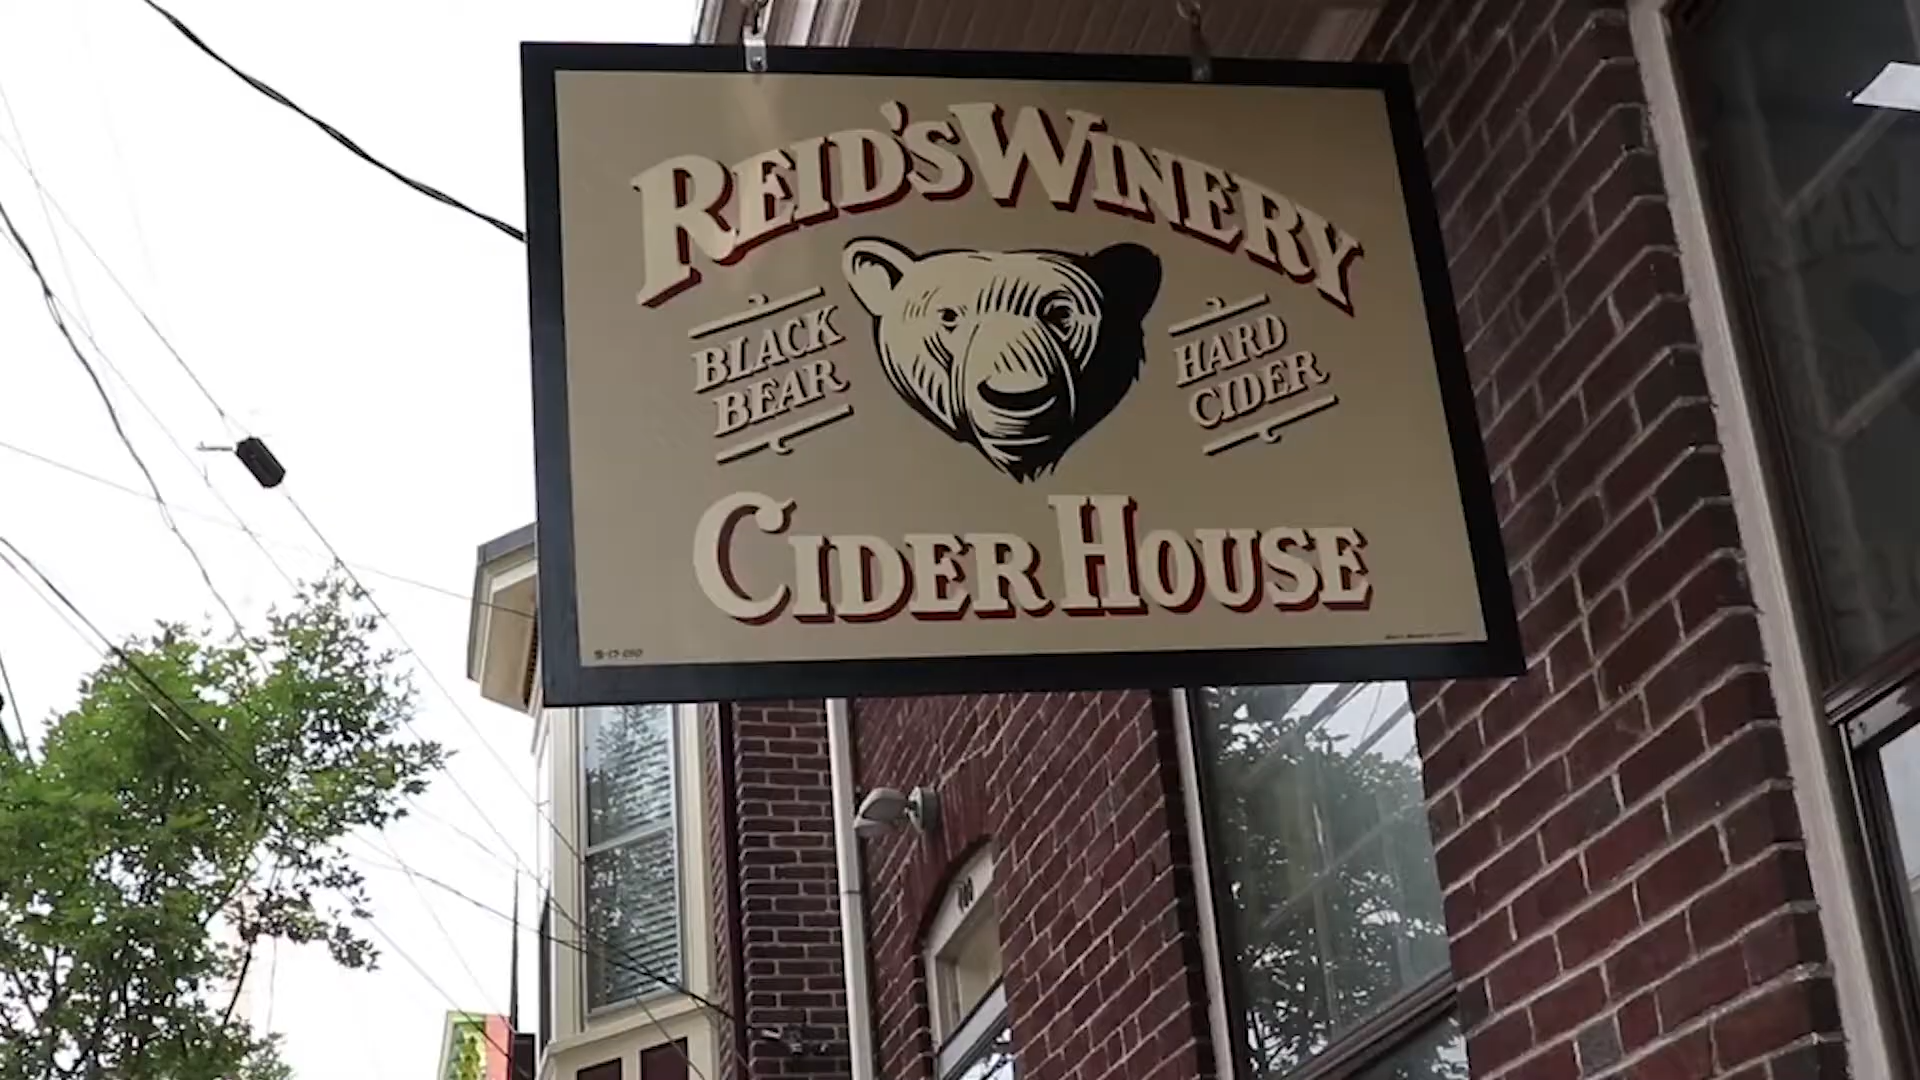 REID'S WINERY
BLACK
BEAR
HARD
CIDER
CIDER HOUSE